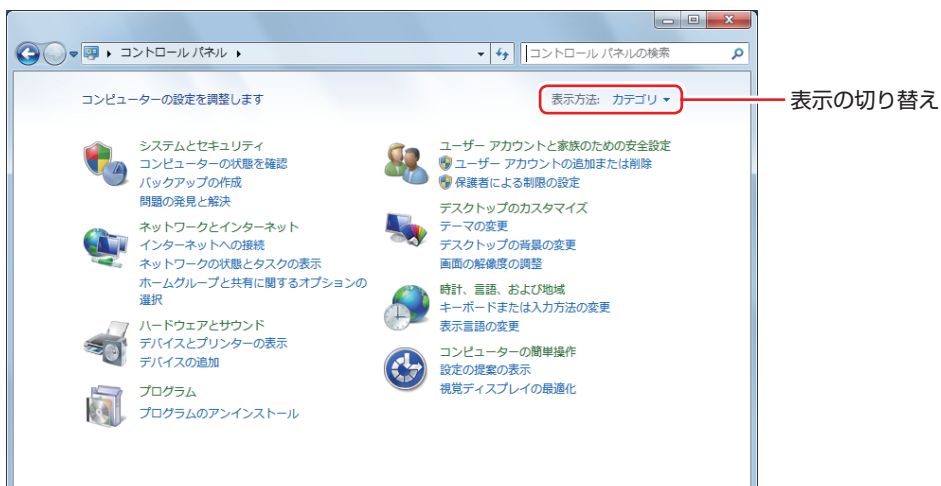 コントロール パネル
コントロール パネルの検索
コンピューターの設定を調整します
表示方法: カテゴリ
表示の切り替え
システムとセキュリティ
コンピューターの状態を確認
バックアップの作成
問題の発見と解決
ネットワークとインターネット
インターネットへの接続
ネットワークの状態とタスクの表示
ホームグループと共有に関するオプションの
選択
ハードウェアとサウンド
デバイスとプリンターの表示
デバイスの追加
プログラム
プログラムのアンインストール
ユーザー アカウントと家族のための安全設定
ユーザー アカウントの追加または削除
保護者による制限の設定
デスクトップのカスタマイズ
テーマの変更
デスクトップの背景の変更
画面の解像度の調整
時計、言語、および地域
キーボードまたは入力方法の変更
表示言語の変更
コンピューターの簡単操作
設定の提案の表示
視覚ディスプレイの最適化